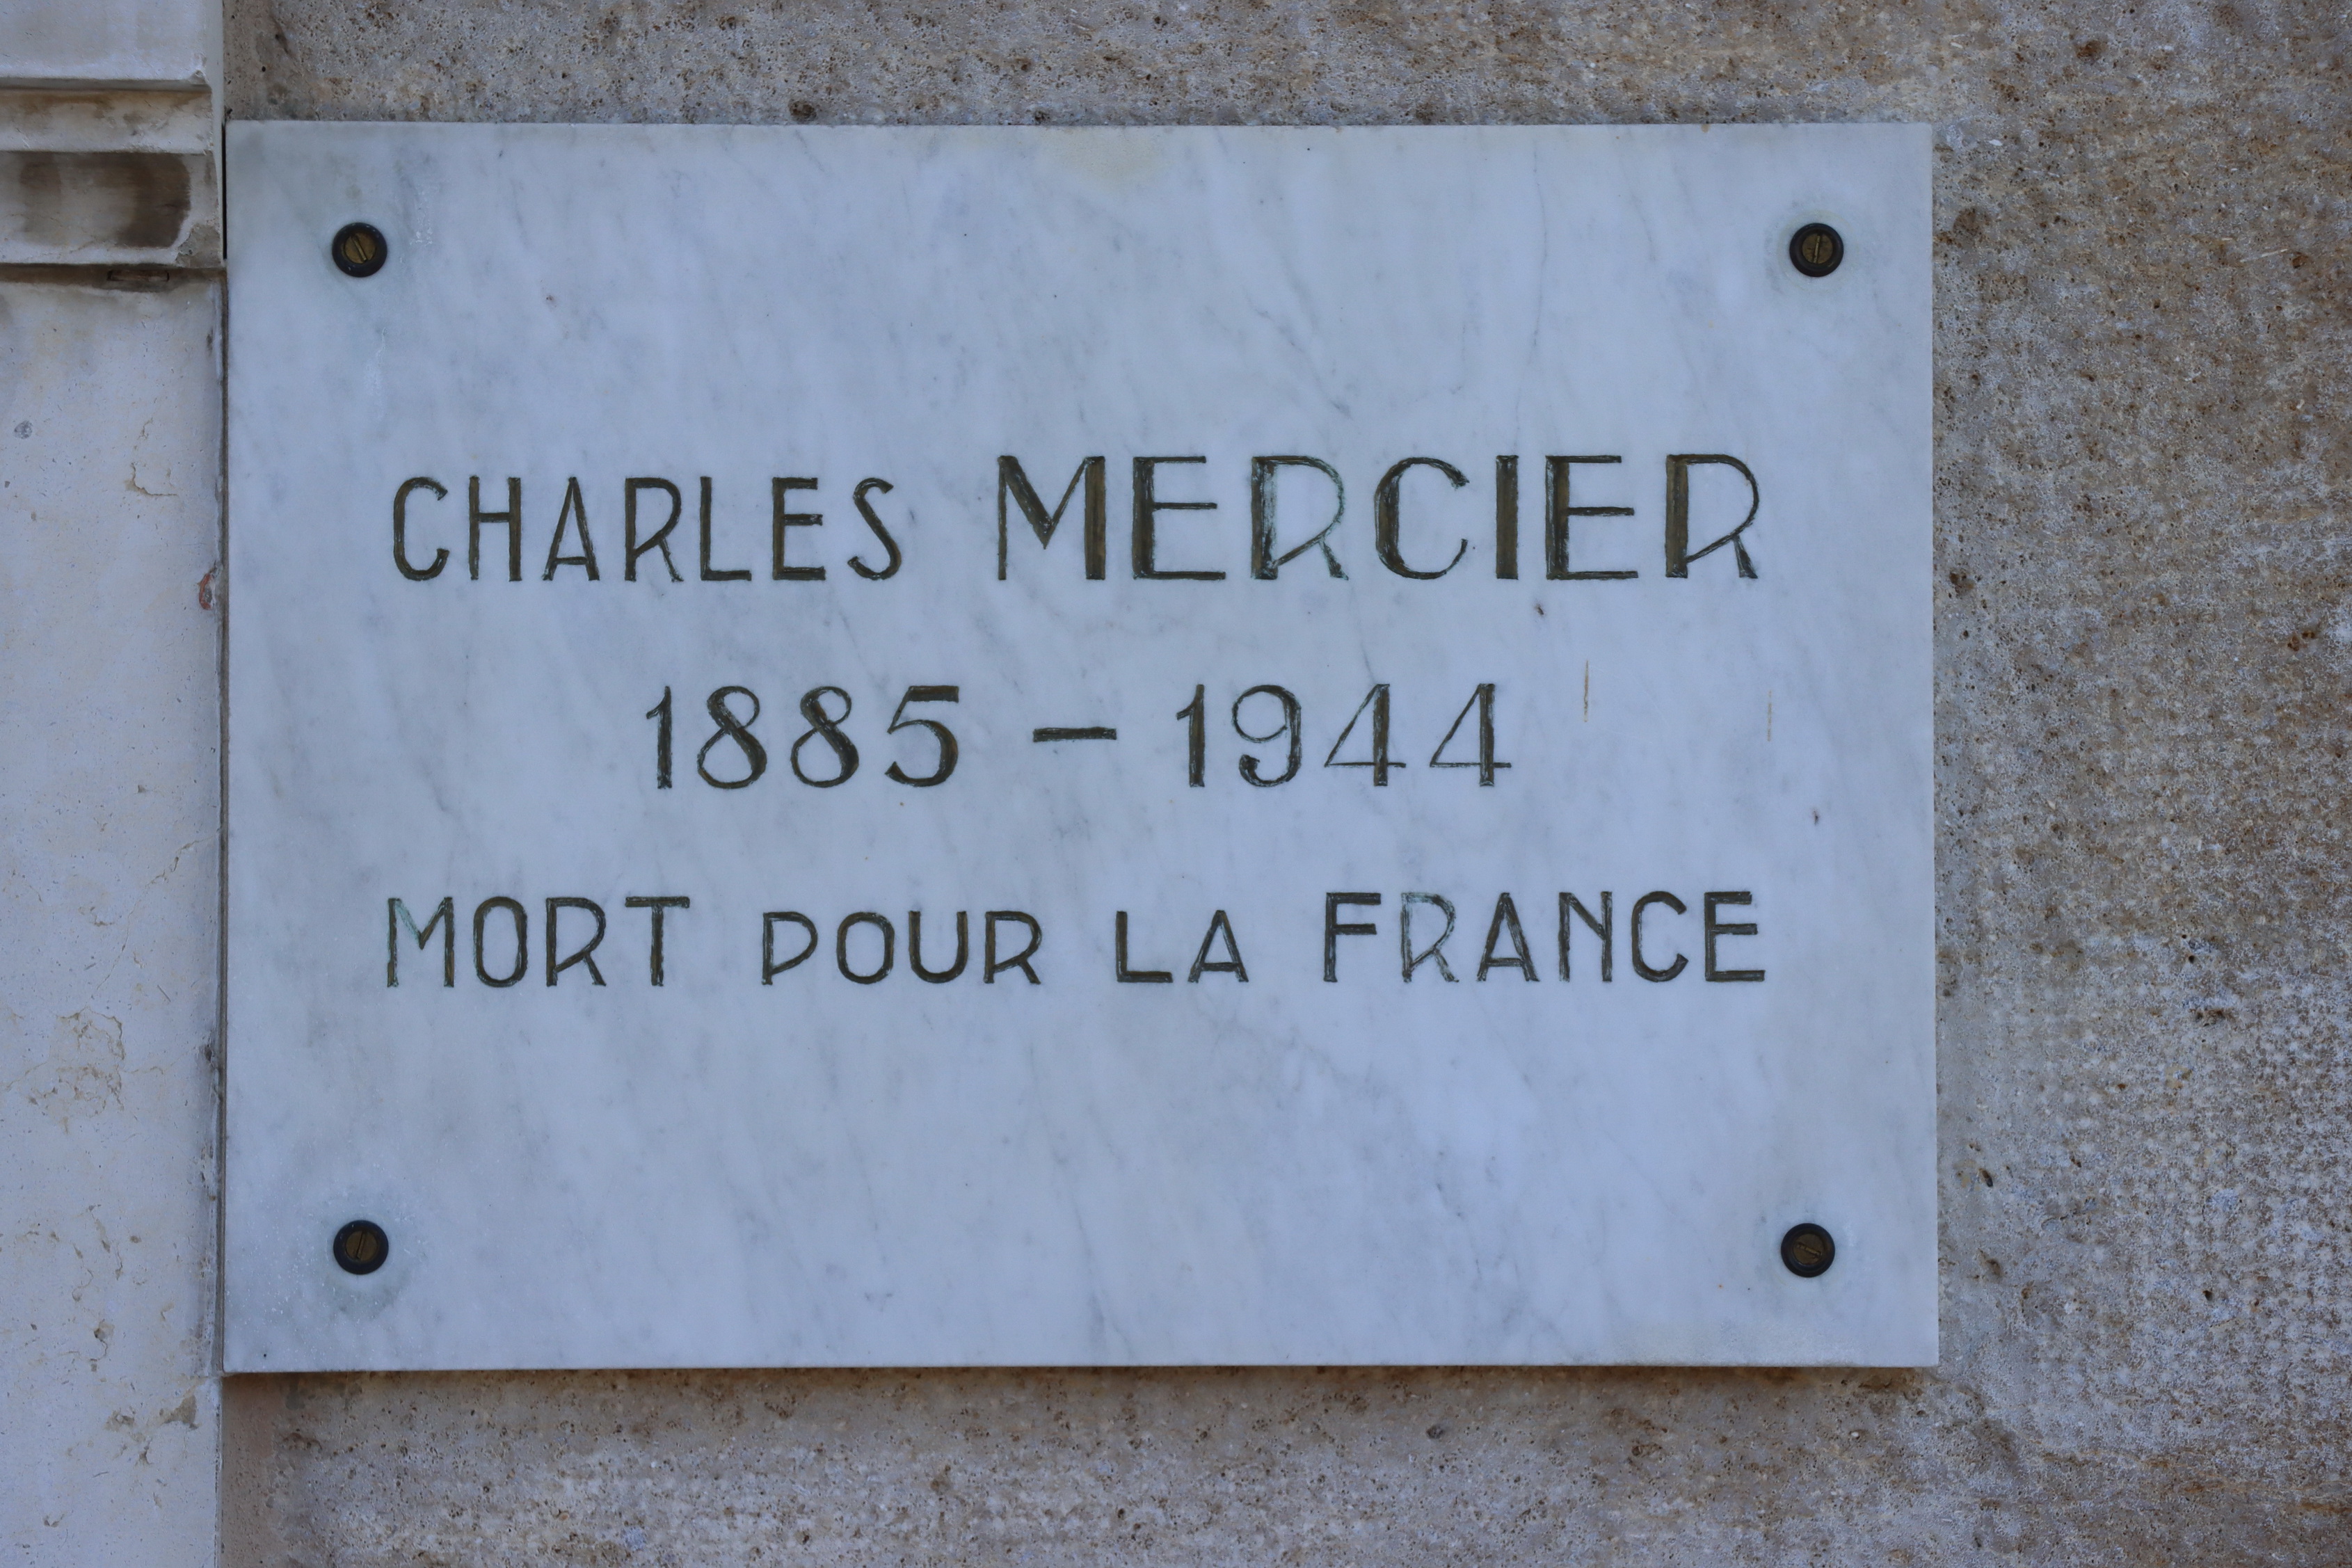 CHARLES MERCIER
1885 – 1944
MORT POUR LA FRANCE